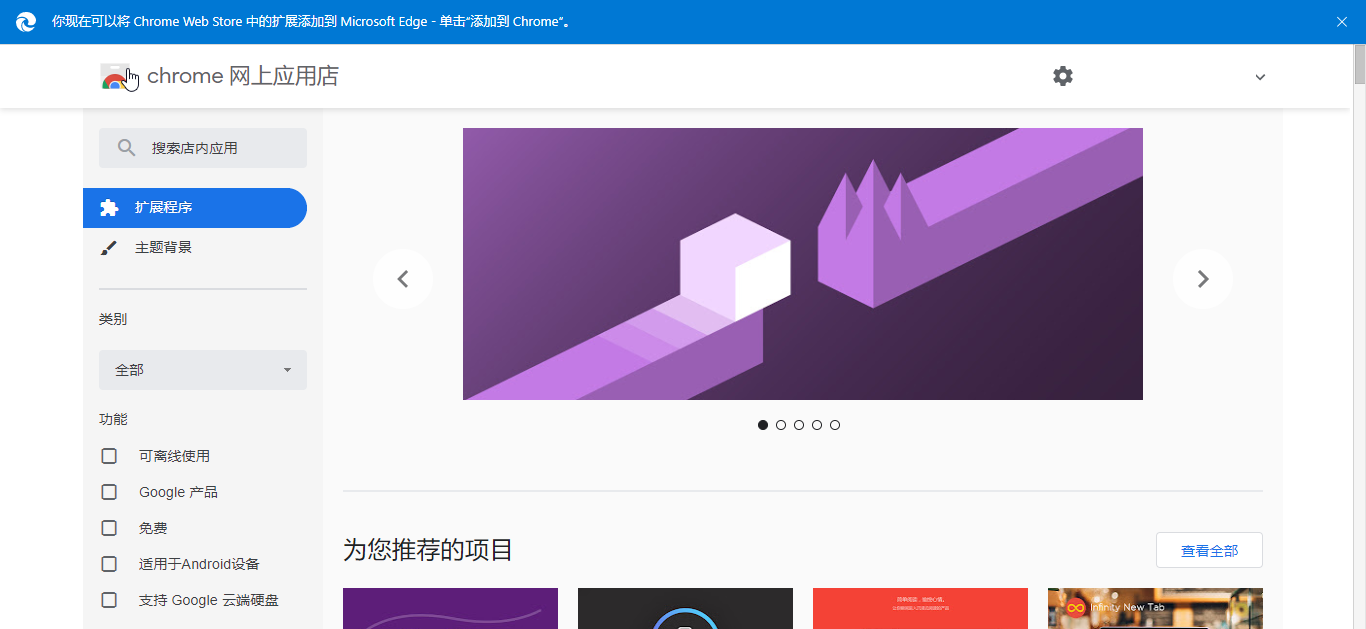 你现在可以将 Chrome Web Store 中的扩展添加到 Microsoft Edge - 单击“添加到 Chrome”。
chrome 网上应用店
搜索店内应用
扩展程序
主题背景
类别
全部
功能
可离线使用
Google 产品
免费
适用于Android设备
支持 Google 云端硬盘
为您推荐的项目
查看全部
Infinity New Tab